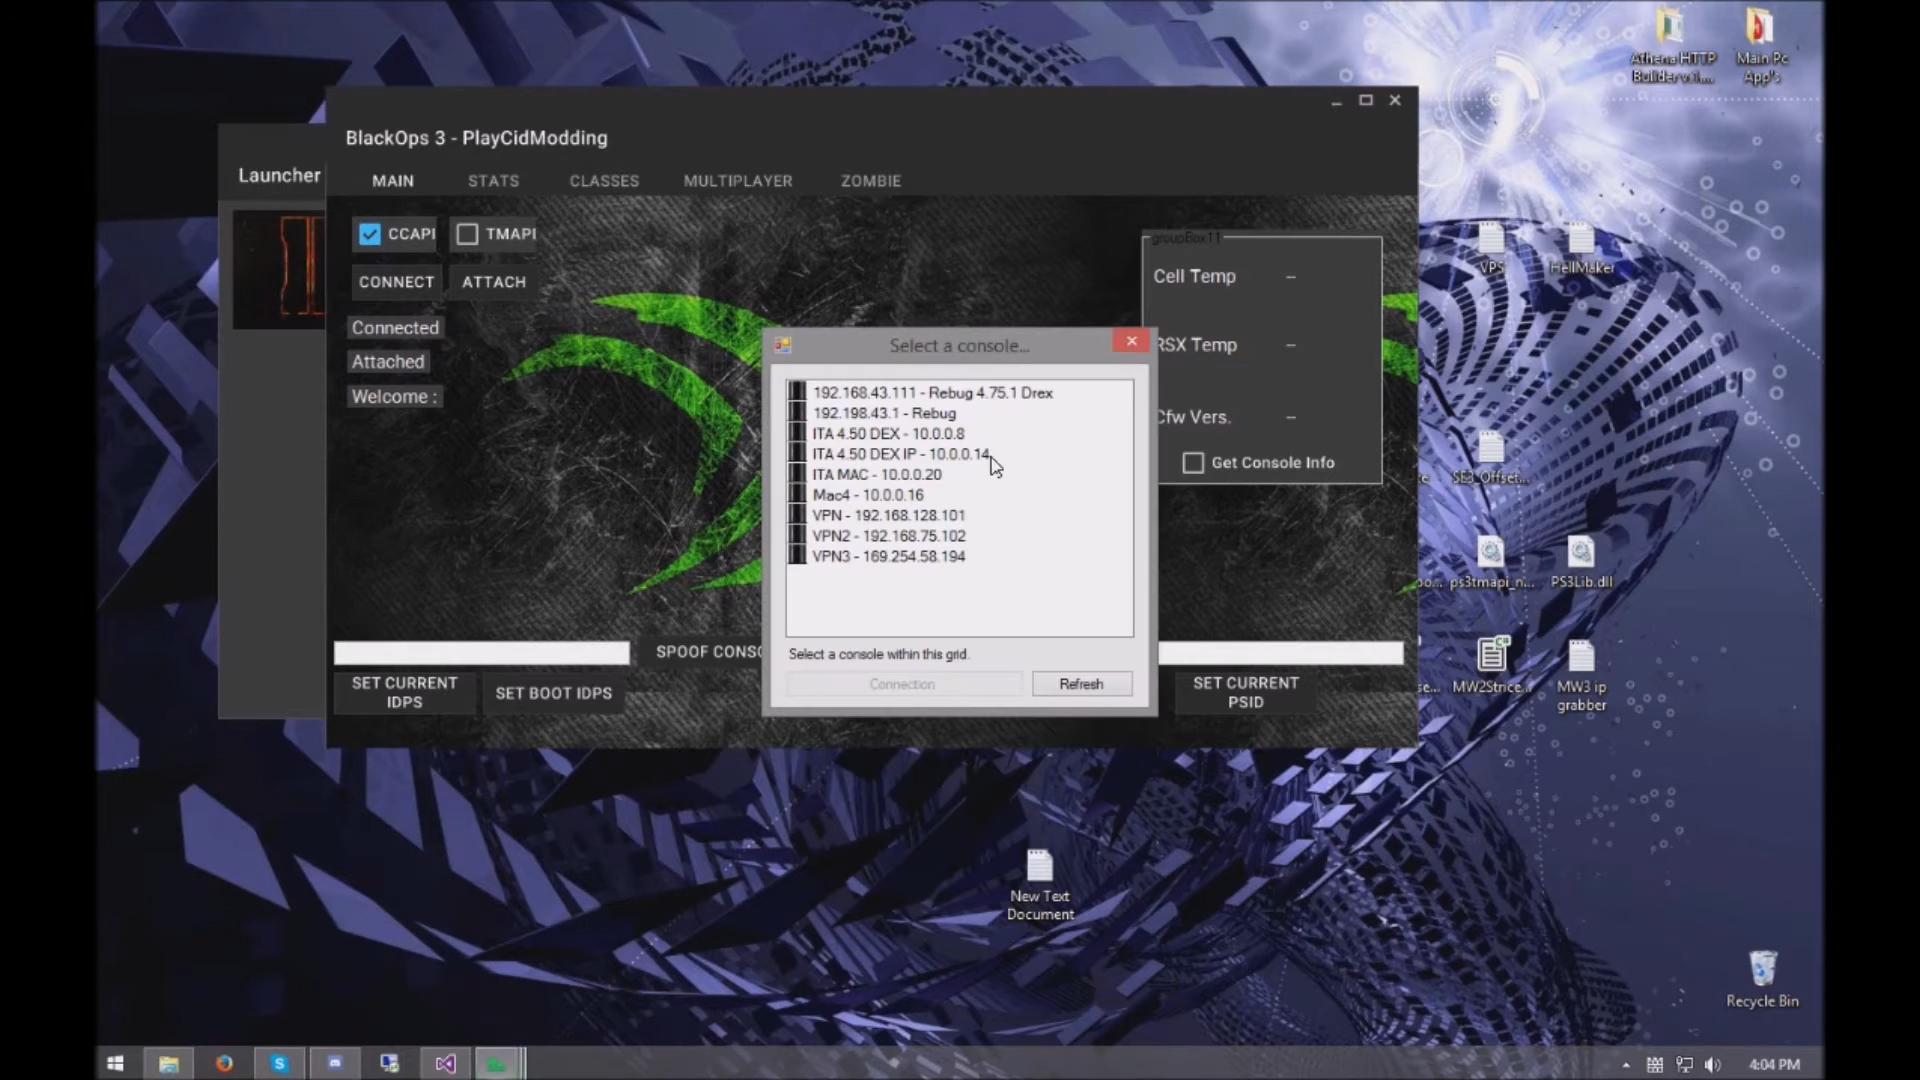 Athena HTTP
Builder v1....
Main Pc
App's
BlackOps 3 - PlayCidModding
Launcher
MAIN
STATS
CLASSES
MULTIPLAYER
ZOMBIE
CCAPI
TMAPI
CONNECT
ATTACH
Connected
Attached
Welcome :
groupBox11
Cell Temp --
RSX Temp --
Cfw Vers. --
Get Console Info
Select a console...
192.168.43.111 - Rebug 4.75.1 Drex
192.198.43.1 - Rebug
ITA 4.50 DEX - 10.0.0.8
ITA 4.50 DEX IP - 10.0.0.14
ITA MAC - 10.0.0.20
Mac4 - 10.0.0.16
VPN - 192.168.128.101
VPN2 - 192.168.75.102
VPN3 - 169.254.58.194
Select a console within this grid.
Connection
Refresh
SPOOF CONSO
SET CURRENT
IDPS
SET BOOT IDPS
SET CURRENT
PSID
VPS
HellMaker
SE3_Offset...
ps3tmapi_n...
PS3Lib.dll
MW2Strice...
MW3 ip
grabber
New Text
Document
Recycle Bin
4:04 PM